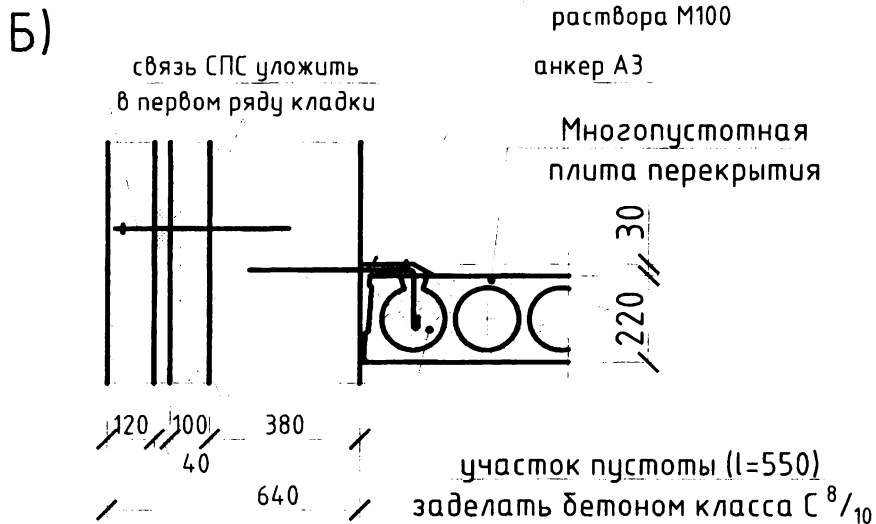 Б)
раствора М100
связь СПС уложить
в первом ряду кладки
анкер А3
Многопустотная
плита перекрытия
30
220
120 100 380
40
640
участок пустоты (l=550)
заделать бетоном класса С 8/10